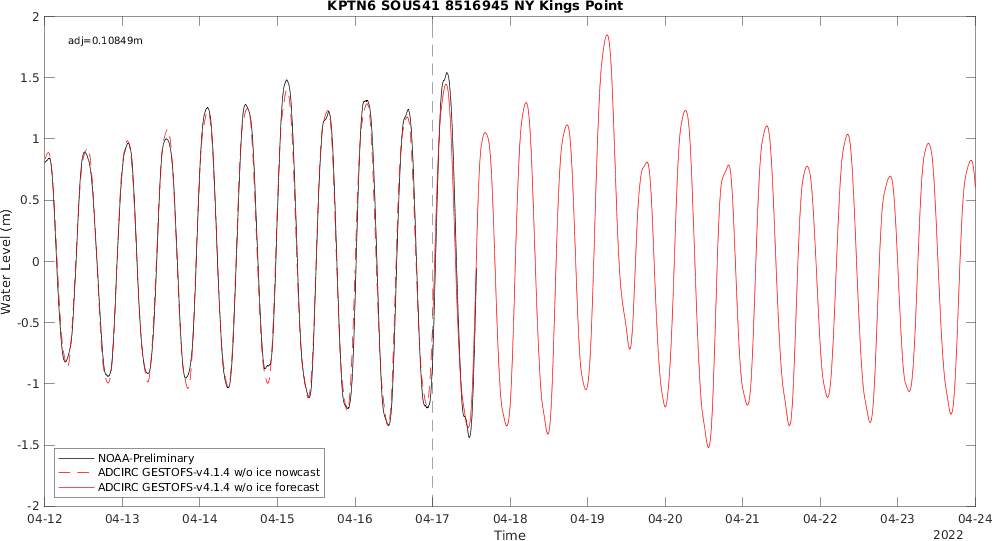 KPTN6 SOUS41 8516945 NY Kings Point
adj=0.10849m
2
1.5
1
0.5
0
-0.5
-1
-1.5
-2
Water Level (m)
NOAA-Preliminary
ADCIRC GESTOFS-v4.1.4 w/o ice nowcast
ADCIRC GESTOFS-v4.1.4 w/o ice forecast
04-12 04-13 04-14 04-15 04-16 04-17 04-18 04-19 04-20 04-21 04-22 04-23 04-24
Time
2022